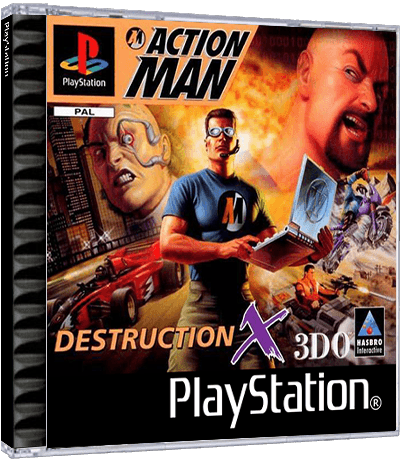 PlayStation
PlayStation
PAL
ACTION
MAN
DESTRUCTION X
3DO
HASBRO
Interactive
PlayStation®